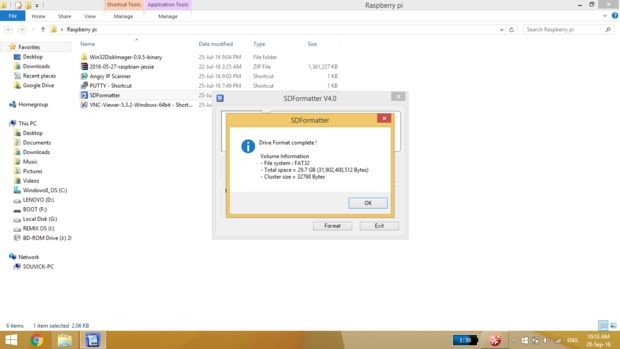 Shortcut Tools Application Tools
Raspberry pi
File Home Share View Manage Manage
Raspberry pi
Search Raspberry pi
Name Date modified Type Size
Favorites
Desktop
Downloads
Recent places
Google Drive
Homegroup
This PC
Desktop
Documents
Downloads
Music
Pictures
Videos
Windows8_OS (C:)
LENOVO (D:)
BOOT (F:)
Local Disk (G:)
REMIX OS (I:)
BD-ROM Drive (J:) 2(
Network
SOUVICK-PC
Win32DiskImager-0.9.5-binary 25-Jul-16 9:04 PM File folder
2016-05-27-raspbian-jessie 22-Jul-16 2:25 AM ZIP File 1,361,227 KB
Angry IP Scanner 25-Jul-16 9:03 PM Shortcut 1 KB
PUTTY - Shortcut 25-Jul-16 7:49 PM Shortcut 1 KB
SDFormatter 25-Ju
VNC-Viewer-5.3.2-Windows-64bit - Short... 25-Ju
SDFormatter V4.0
SDFormatter
Drive Format complete !
Volume Information
- File system : FAT32
- Total space = 29.7 GB (31,902,400,512 Bytes)
- Cluster size = 32768 Bytes
OK
Format Exit
6 items 1 item selected 2.06 KB
1:38
ENG
10:53 AM
28-Sep-16